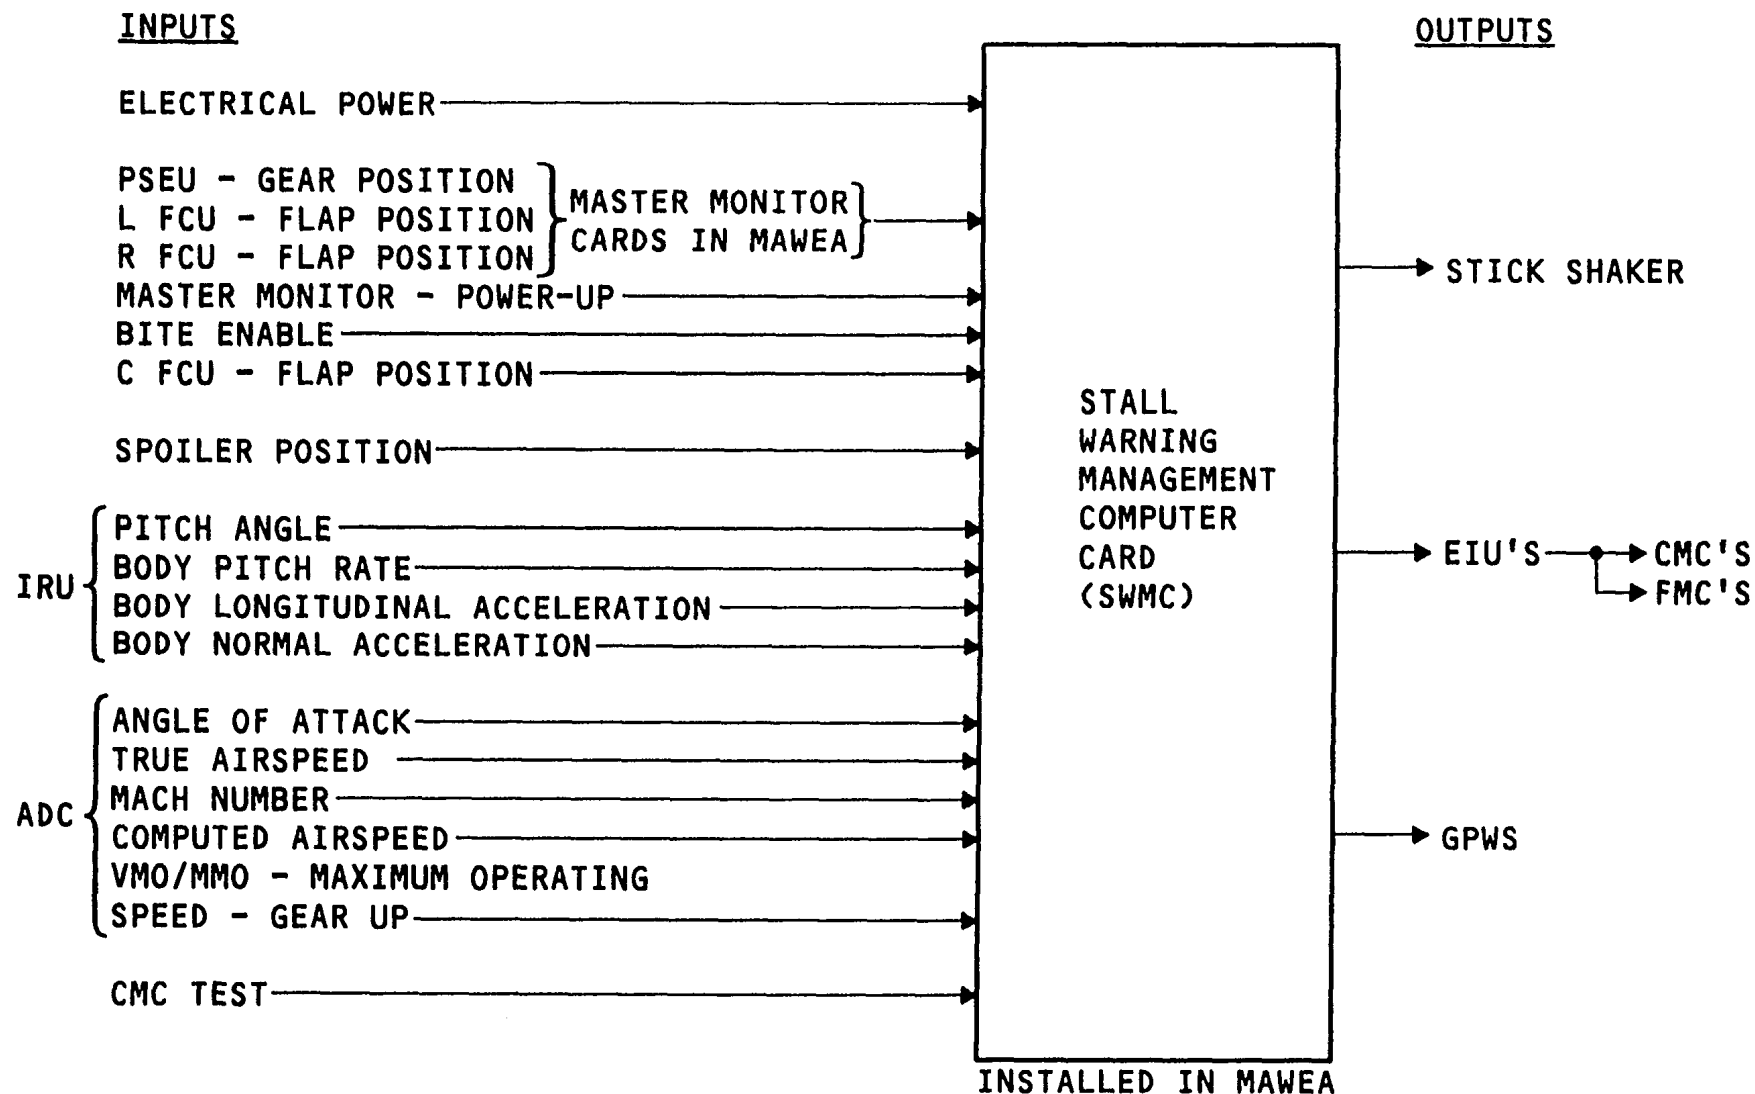 INPUTS
OUTPUTS
ELECTRICAL POWER
PSEU - GEAR POSITION
L FCU - FLAP POSITION
R FCU - FLAP POSITION
MASTER MONITOR
CARDS IN MAWEA
MASTER MONITOR - POWER-UP
BITE ENABLE
C FCU - FLAP POSITION
SPOILER POSITION
IRU
PITCH ANGLE
BODY PITCH RATE
BODY LONGITUDINAL ACCELERATION
BODY NORMAL ACCELERATION
ADC
ANGLE OF ATTACK
TRUE AIRSPEED
MACH NUMBER
COMPUTED AIRSPEED
VMO/MMO - MAXIMUM OPERATING
SPEED - GEAR UP
CMC TEST
STALL
WARNING
MANAGEMENT
COMPUTER
CARD
(SWMC)
INSTALLED IN MAWEA
STICK SHAKER
EIU'S
CMC'S
FMC'S
GPWS